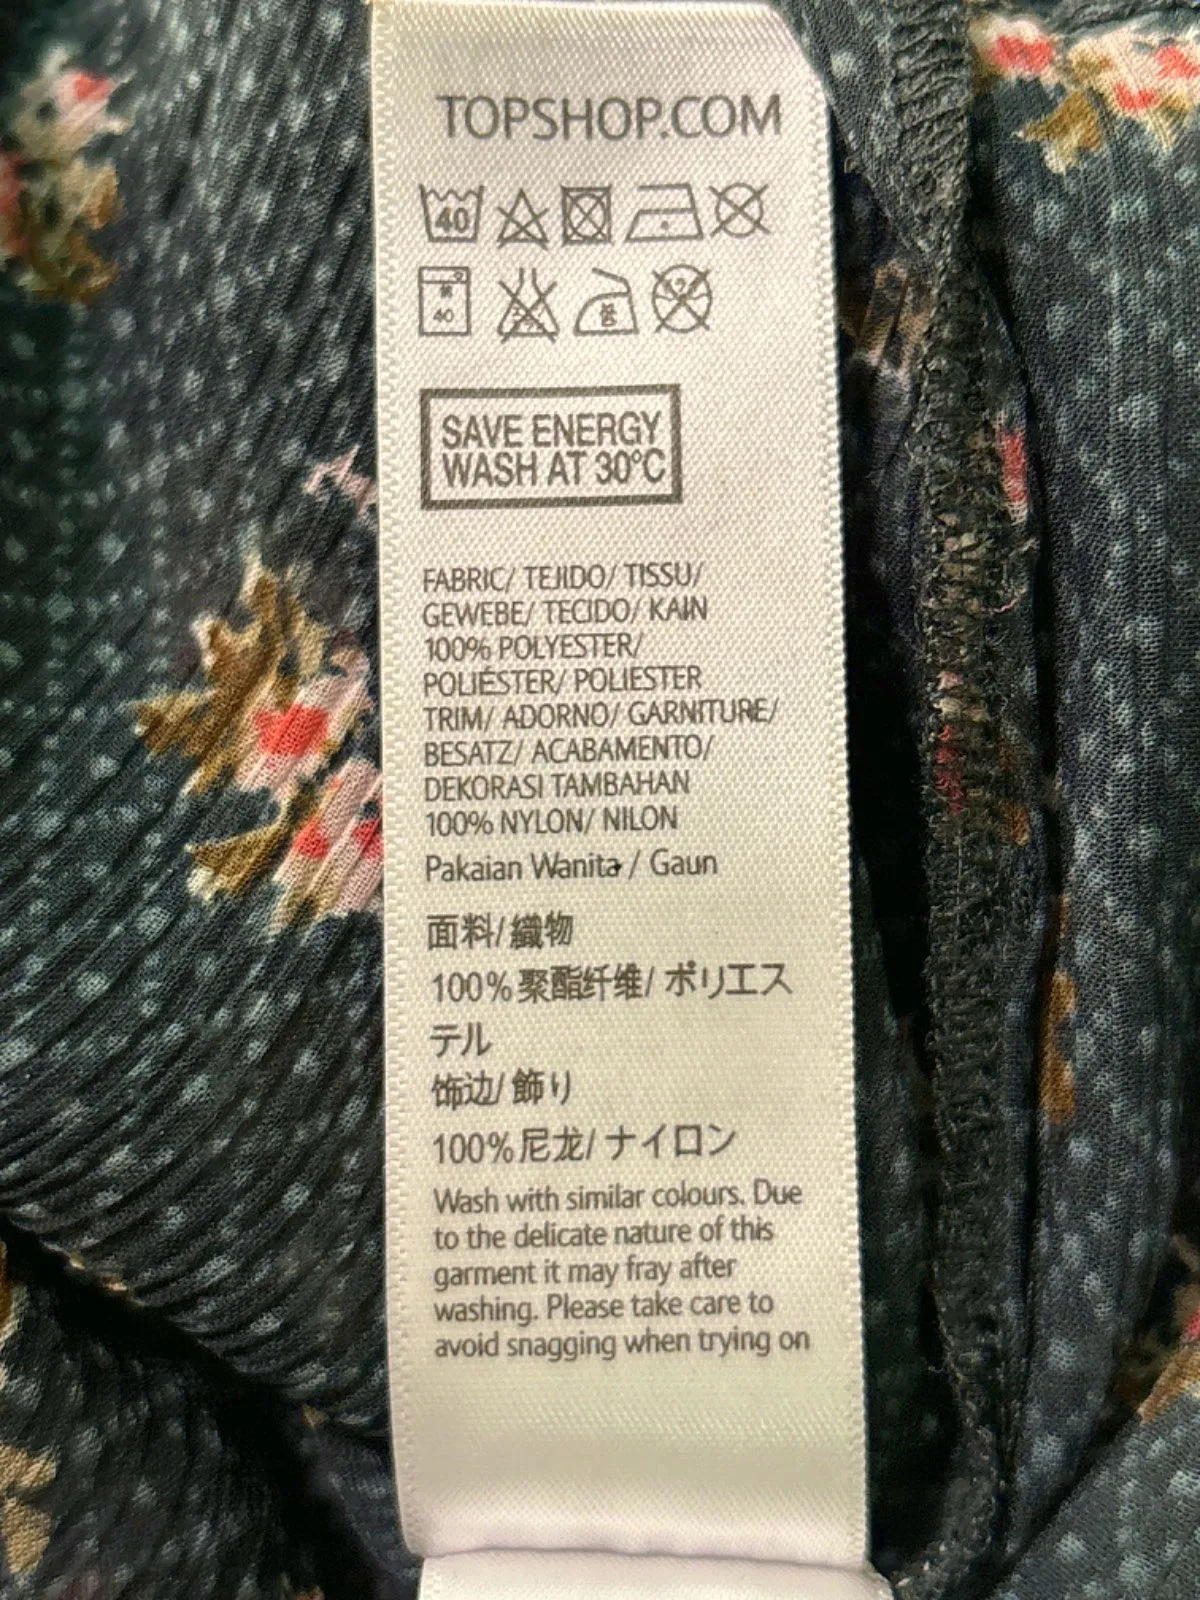 TOPSHOP.COM
40
40
SAVE ENERGY
WASH AT 30°C
FABRIC/ TEJIDO/ TISSU/
GEWEBE/ TECIDO/ KAIN
100% POLYESTER/
POLIÉSTER/ POLIESTER
TRIM/ ADORNO/ GARNITURE/
BESATZ/ ACABAMENTO/
DEKORASI TAMBAHAN
100% NYLON/ NILON
Pakaian Wanita / Gaun
面料/織物
100%聚酯纤维/ ポリエス
テル
饰边/飾り
100%尼龙/ ナイロン
Wash with similar colours. Due
to the delicate nature of this
garment it may fray after
washing. Please take care to
avoid snagging when trying on